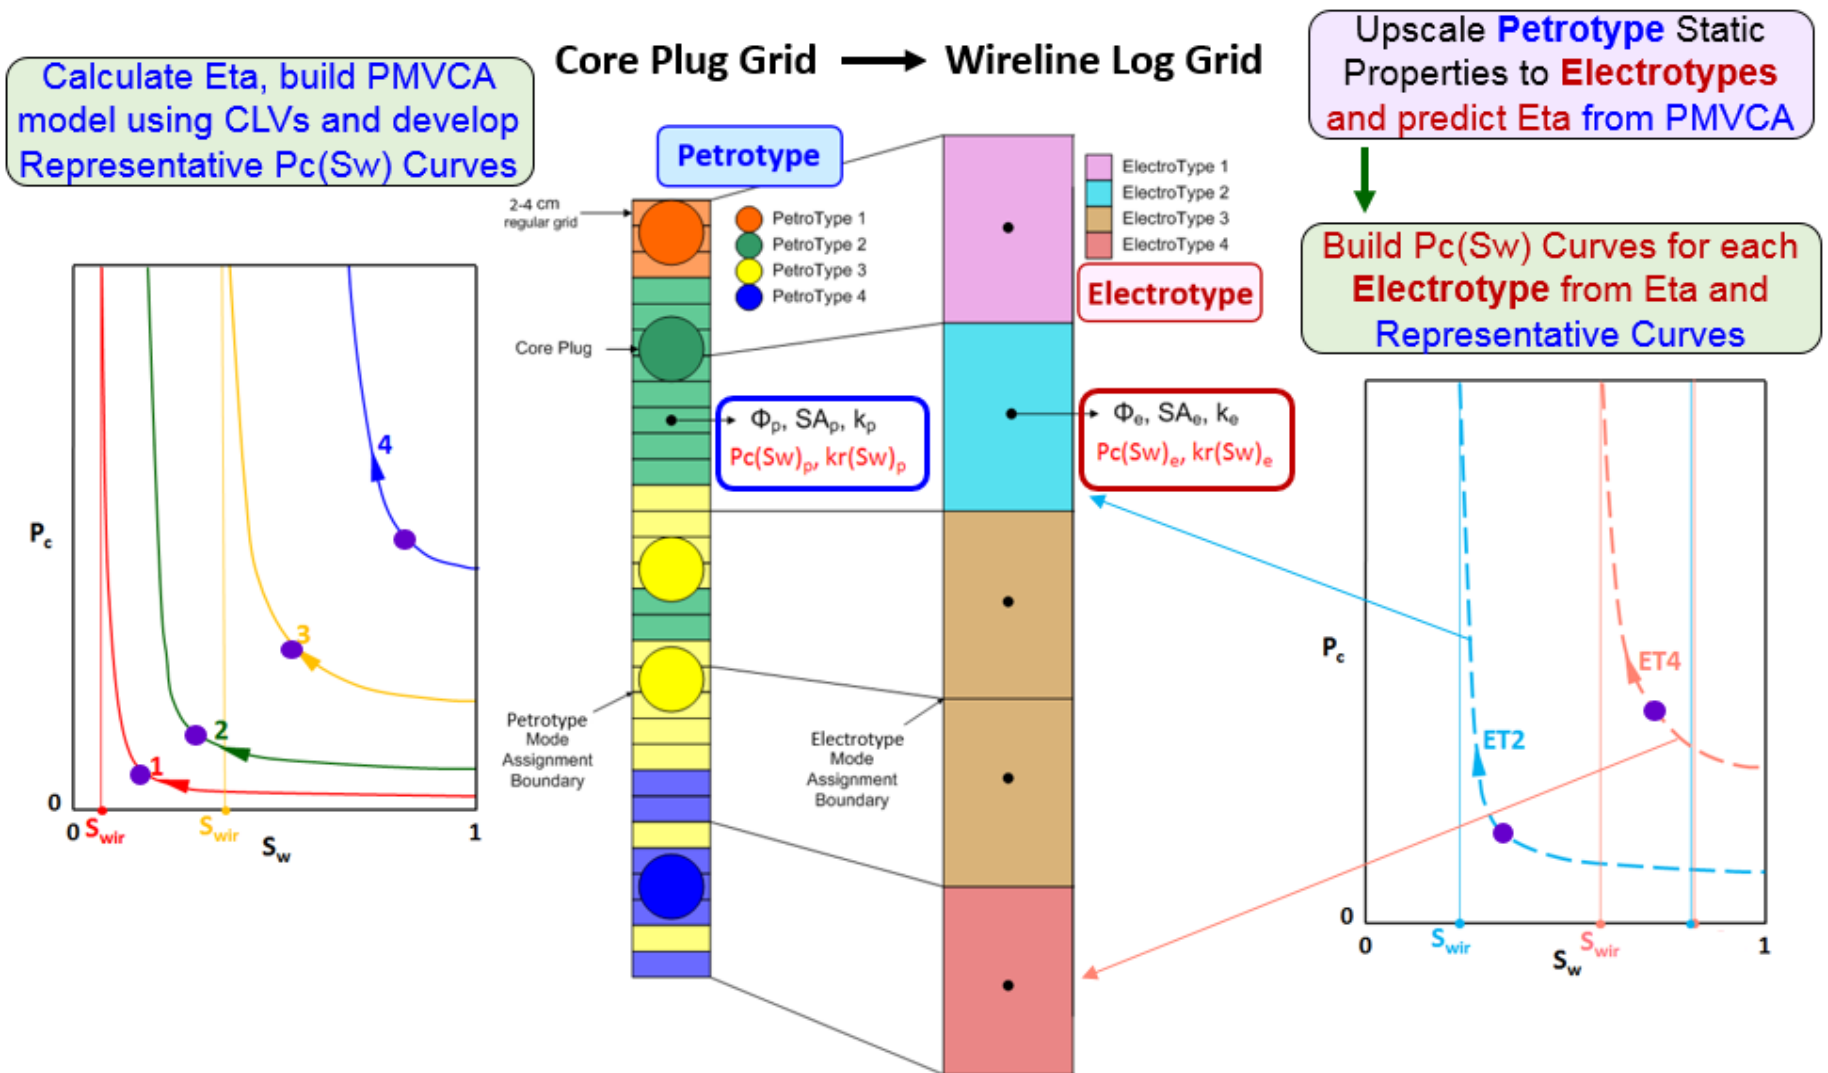 Core Plug Grid → Wireline Log Grid
Calculate Eta, build PMVCA
model using CLVs and develop
Representative Pc(Sw) Curves
Upscale Petrotype Static
Properties to Electrotypes
and predict Eta from PMVCA
Build Pc(Sw) Curves for each
Electrotype from Eta and
Representative Curves
Petrotype
2-4 cm
regular grid
PetroType 1
PetroType 2
PetroType 3
PetroType 4
Core Plug
Φp, SAp, kp
Pc(Sw)p, kr(Sw)p
Petrotype
Mode
Assignment
Boundary
ElectroType 1
ElectroType 2
ElectroType 3
ElectroType 4
Electrotype
Φe, SAe, ke
Pc(Sw)e, kr(Sw)e
Electrotype
Mode
Assignment
Boundary
Pc
4
3
2
1
0
0
Swir
Swir
1
Sw
Pc
ET4
ET2
0
0
Swir
Swir
1
Sw